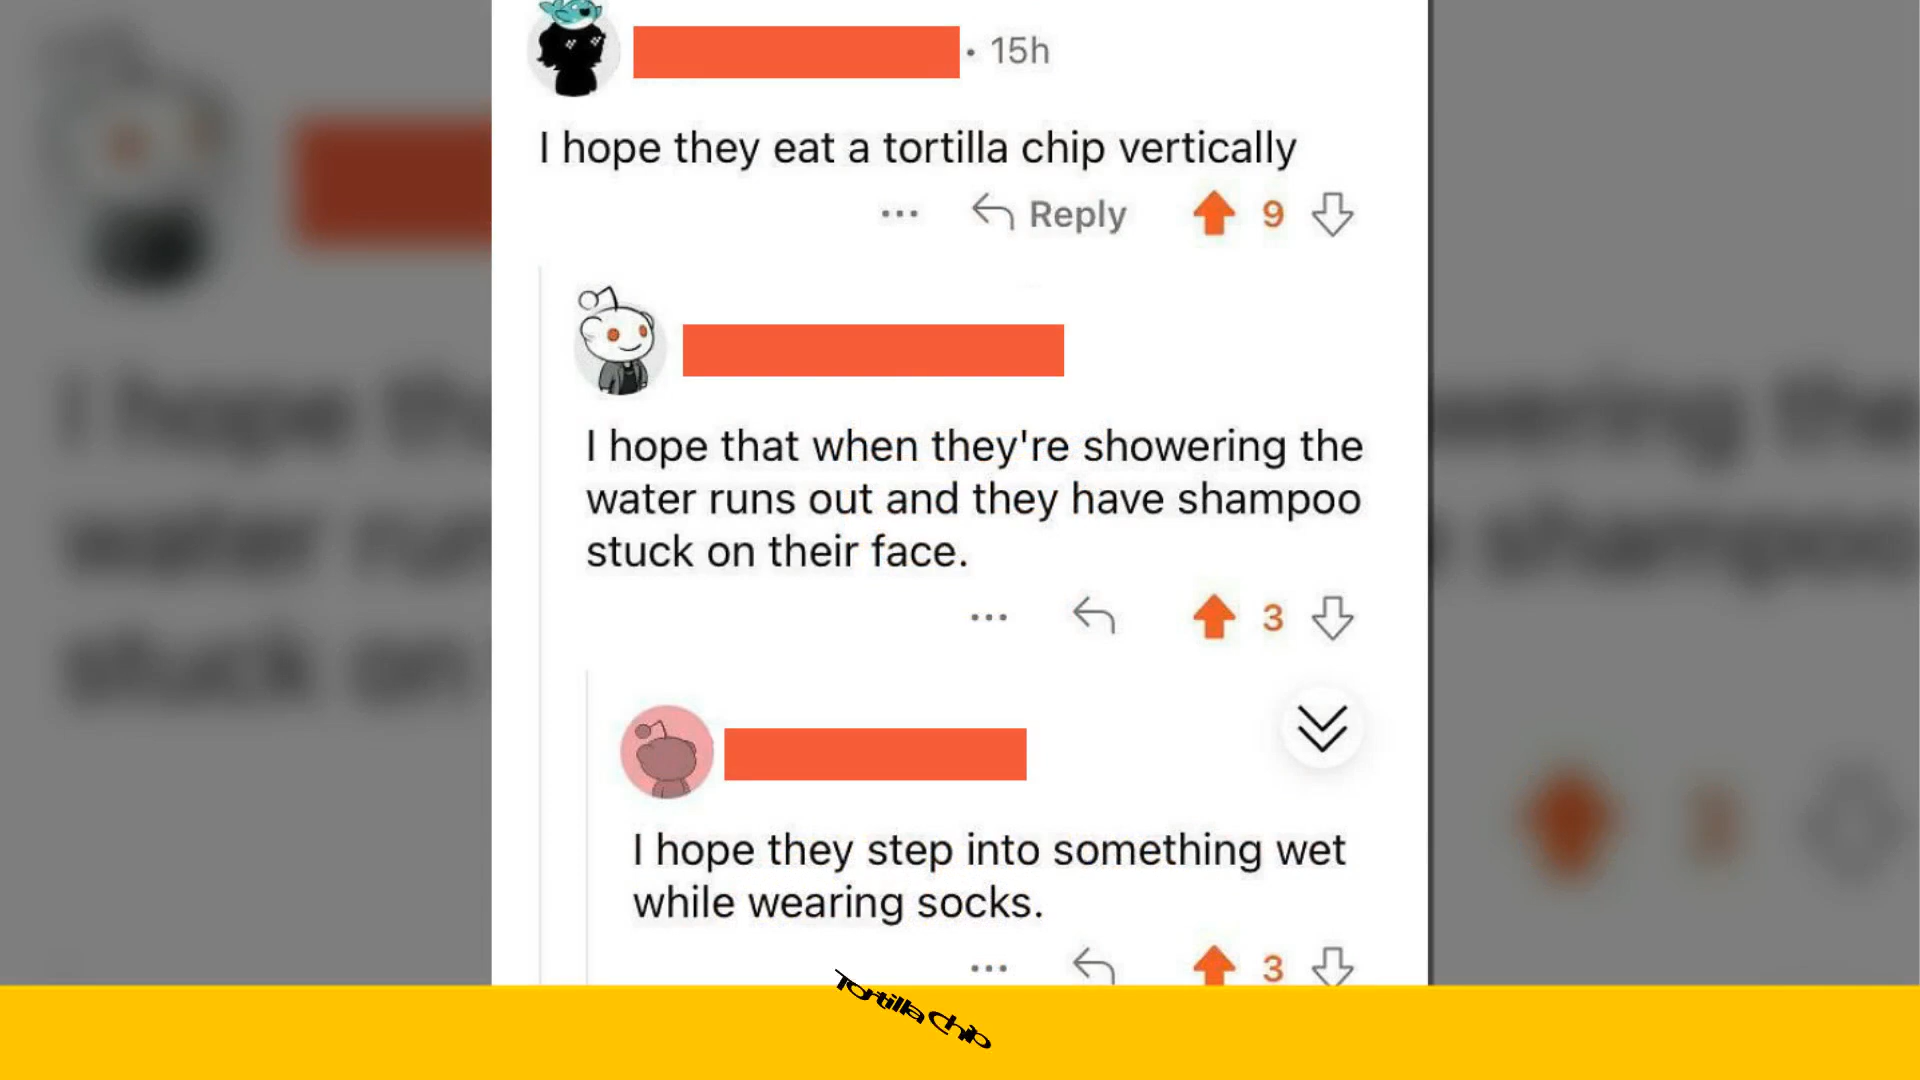 • 15h
I hope they eat a tortilla chip vertically
... Reply 9
I hope that when they're showering the
water runs out and they have shampoo
stuck on their face.
... 3
I hope they step into something wet
while wearing socks.
... 3
Tortilla Chip